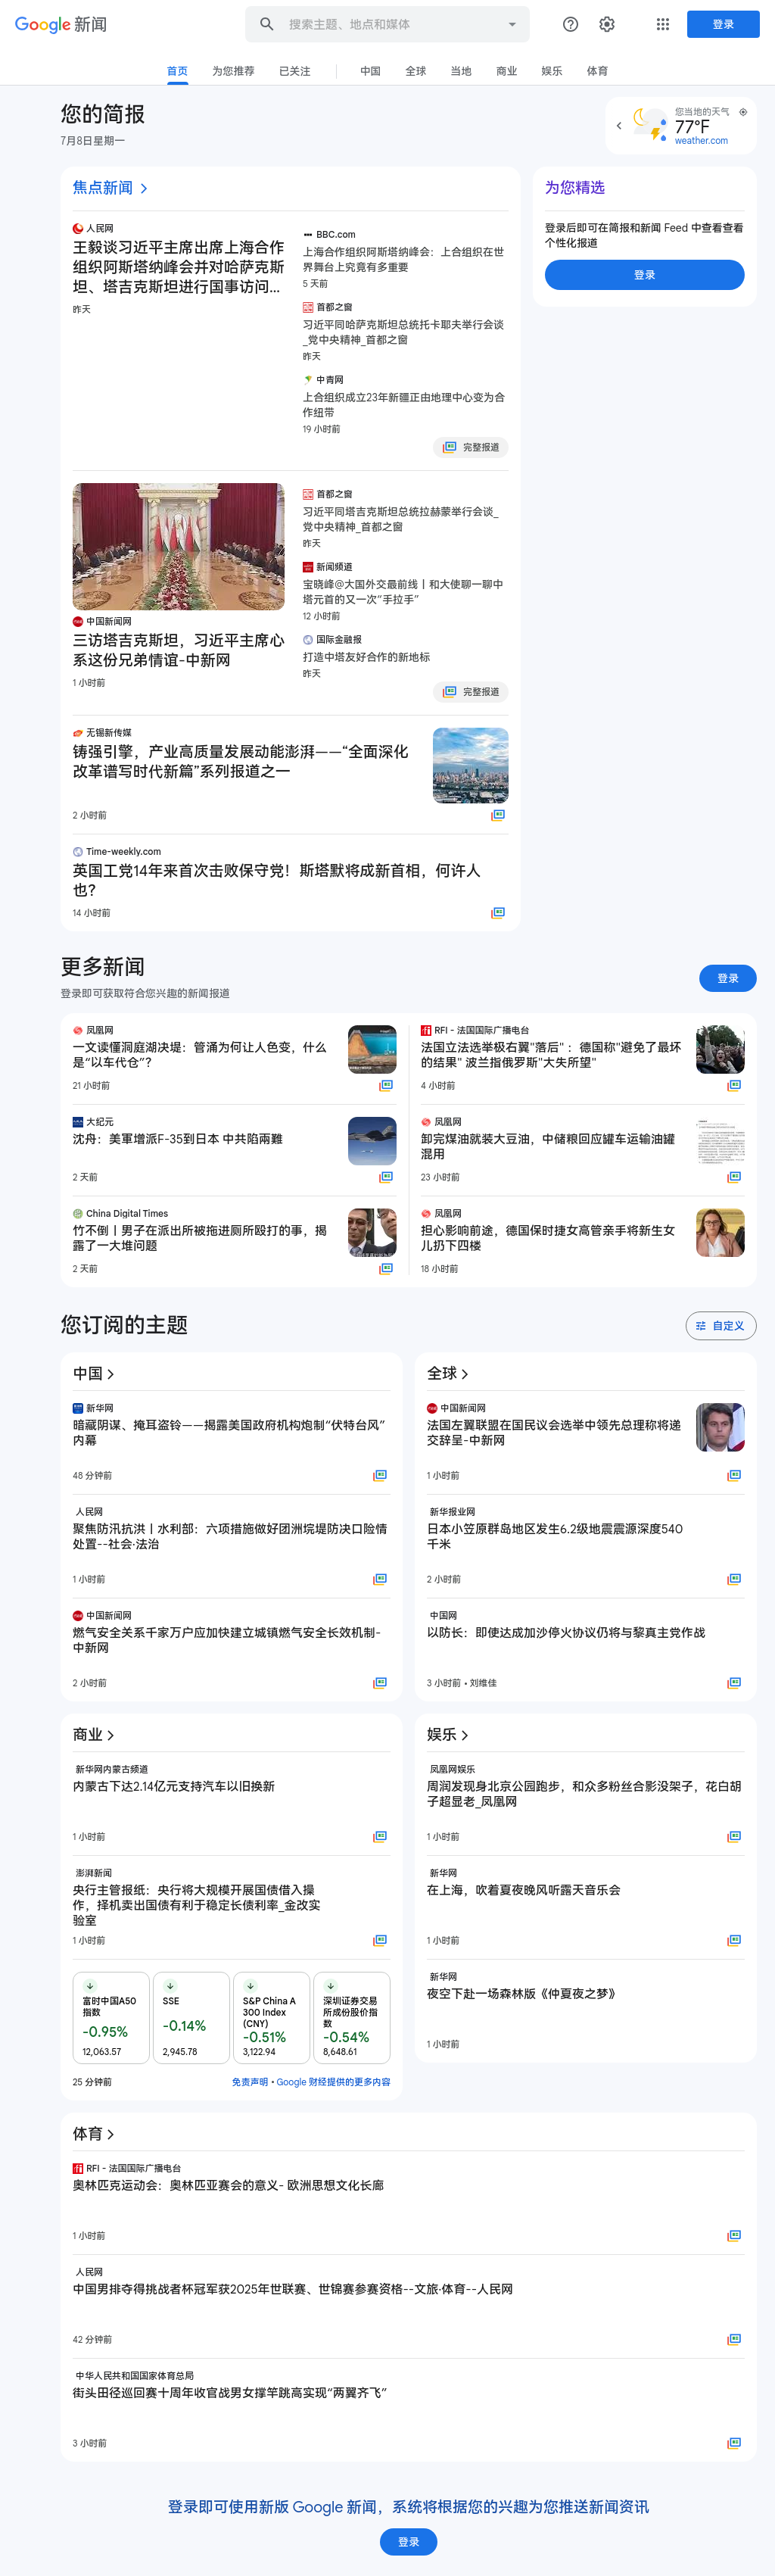 Google 新闻
搜索主题、地点和媒体
登录
首页
为您推荐
已关注
中国
全球
当地
商业
娱乐
体育
您的简报
7月8日星期一
您当地的天气
77°F
weather.com
焦点新闻
人民网
王毅谈习近平主席出席上海合作
组织阿斯塔纳峰会并对哈萨克斯
坦、塔吉克斯坦进行国事访问...
昨天
BBC.com
上海合作组织阿斯塔纳峰会：上合组织在世
界舞台上究竟有多重要
5 天前
首都之窗
习近平同哈萨克斯坦总统托卡耶夫举行会谈
_党中央精神_首都之窗
昨天
中青网
上合组织成立23年新疆正由地理中心变为合
作纽带
19 小时前
完整报道
中国新闻网
三访塔吉克斯坦，习近平主席心
系这份兄弟情谊-中新网
1 小时前
首都之窗
习近平同塔吉克斯坦总统拉赫蒙举行会谈_
党中央精神_首都之窗
昨天
新闻频道
宝晓峰@大国外交最前线丨和大使聊一聊中
塔元首的又一次“手拉手”
12 小时前
国际金融报
打造中塔友好合作的新地标
昨天
完整报道
无锡新传媒
铸强引擎，产业高质量发展动能澎湃——“全面深化
改革谱写时代新篇”系列报道之一
2 小时前
Time-weekly.com
英国工党14年来首次击败保守党！斯塔默将成新首相，何许人
也？
14 小时前
为您精选
登录后即可在简报和新闻 Feed 中查看查看
个性化报道
登录
更多新闻
登录即可获取符合您兴趣的新闻报道
登录
凤凰网
一文读懂洞庭湖决堤：管涌为何让人色变，什么
是“以车代仓”？
21 小时前
RFI - 法国国际广播电台
法国立法选举极右翼"落后" ：德国称"避免了最坏
的结果" 波兰指俄罗斯"大失所望"
4 小时前
大纪元
沈舟：美軍增派F-35到日本 中共陷兩難
2 天前
凤凰网
卸完煤油就装大豆油，中储粮回应罐车运输油罐
混用
23 小时前
China Digital Times
竹不倒丨男子在派出所被拖进厕所殴打的事，揭
露了一大堆问题
2 天前
凤凰网
担心影响前途，德国保时捷女高管亲手将新生女
儿扔下四楼
18 小时前
您订阅的主题
自定义
中国
新华网
暗藏阴谋、掩耳盗铃——揭露美国政府机构炮制“伏特台风”
内幕
48 分钟前
人民网
聚焦防汛抗洪丨水利部：六项措施做好团洲垸堤防决口险情
处置--社会·法治
1 小时前
中国新闻网
燃气安全关系千家万户应加快建立城镇燃气安全长效机制-
中新网
2 小时前
全球
中国新闻网
法国左翼联盟在国民议会选举中领先总理称将递
交辞呈-中新网
1 小时前
新华报业网
日本小笠原群岛地区发生6.2级地震震源深度540
千米
2 小时前
中国网
以防长：即使达成加沙停火协议仍将与黎真主党作战
3 小时前 • 刘维佳
商业
新华网内蒙古频道
内蒙古下达2.14亿元支持汽车以旧换新
1 小时前
澎湃新闻
央行主管报纸：央行将大规模开展国债借入操
作，择机卖出国债有利于稳定长债利率_金改实
验室
1 小时前
富时中国A50
指数
-0.95%
12,063.57
SSE
-0.14%
2,945.78
S&P China A
300 Index
(CNY)
-0.51%
3,122.94
深圳证券交易
所成份股价指
数
-0.54%
8,648.61
25 分钟前
免责声明 • Google 财经提供的更多内容
娱乐
凤凰网娱乐
周润发现身北京公园跑步，和众多粉丝合影没架子，花白胡
子超显老_凤凰网
1 小时前
新华网
在上海，吹着夏夜晚风听露天音乐会
1 小时前
新华网
夜空下赴一场森林版《仲夏夜之梦》
1 小时前
体育
RFI - 法国国际广播电台
奥林匹克运动会：奥林匹亚赛会的意义- 欧洲思想文化长廊
1 小时前
人民网
中国男排夺得挑战者杯冠军获2025年世联赛、世锦赛参赛资格--文旅·体育--人民网
42 分钟前
中华人民共和国国家体育总局
街头田径巡回赛十周年收官战男女撑竿跳高实现“两翼齐飞”
3 小时前
登录即可使用新版 Google 新闻，系统将根据您的兴趣为您推送新闻资讯
登录